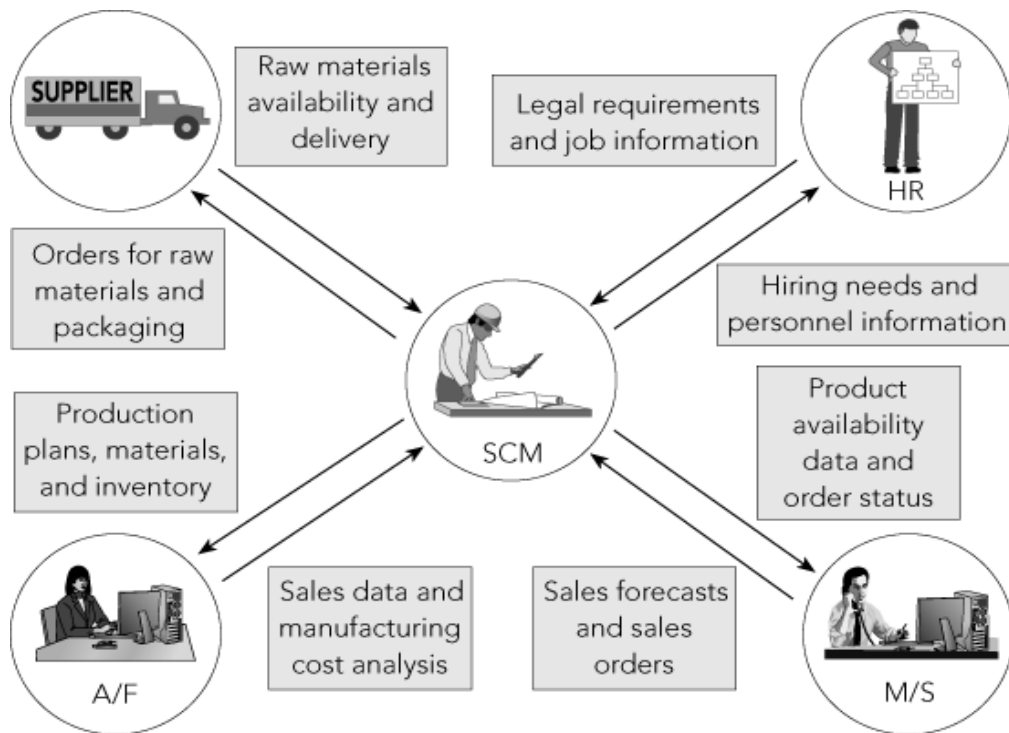 SUPPLIER
Raw materials
availability and
delivery
Legal requirements
and job information
HR
Orders for raw
materials and
packaging
Hiring needs and
personnel information
SCM
Production
plans, materials,
and inventory
Product
availability
data and
order status
A/F
Sales data and
manufacturing
cost analysis
Sales forecasts
and sales
orders
M/S